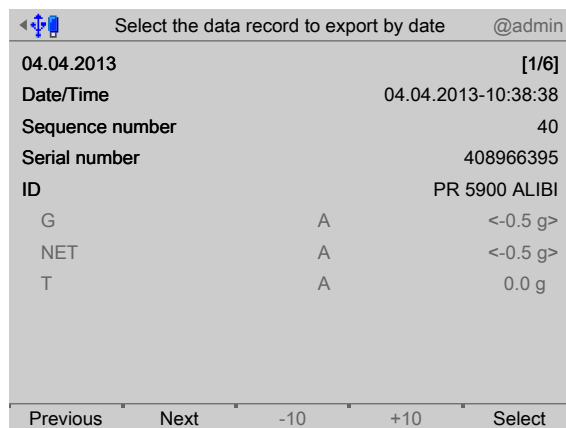 Select the data record to export by date @admin
04.04.2013 [1/6]
Date/Time 04.04.2013-10:38:38
Sequence number 40
Serial number 408966395
ID PR 5900 ALIBI
G A <-0.5 g>
NET A <-0.5 g>
T A 0.0 g
Previous Next -10 +10 Select